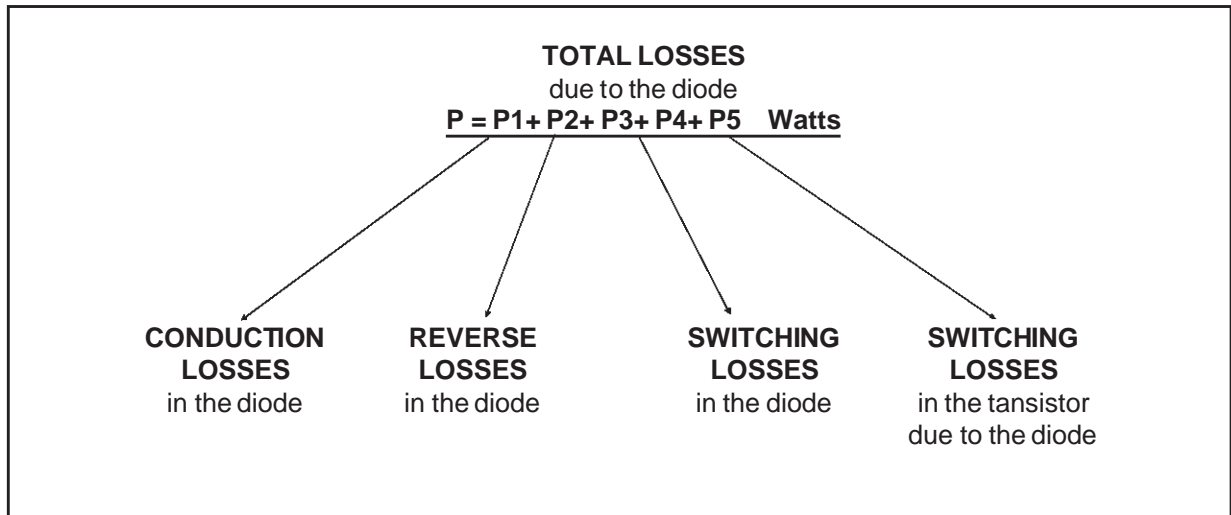 TOTAL LOSSES
due to the diode
P = P1+ P2+ P3+ P4+ P5 Watts
CONDUCTION
LOSSES
in the diode
REVERSE
LOSSES
in the diode
SWITCHING
LOSSES
in the diode
SWITCHING
LOSSES
in the tansistor
due to the diode